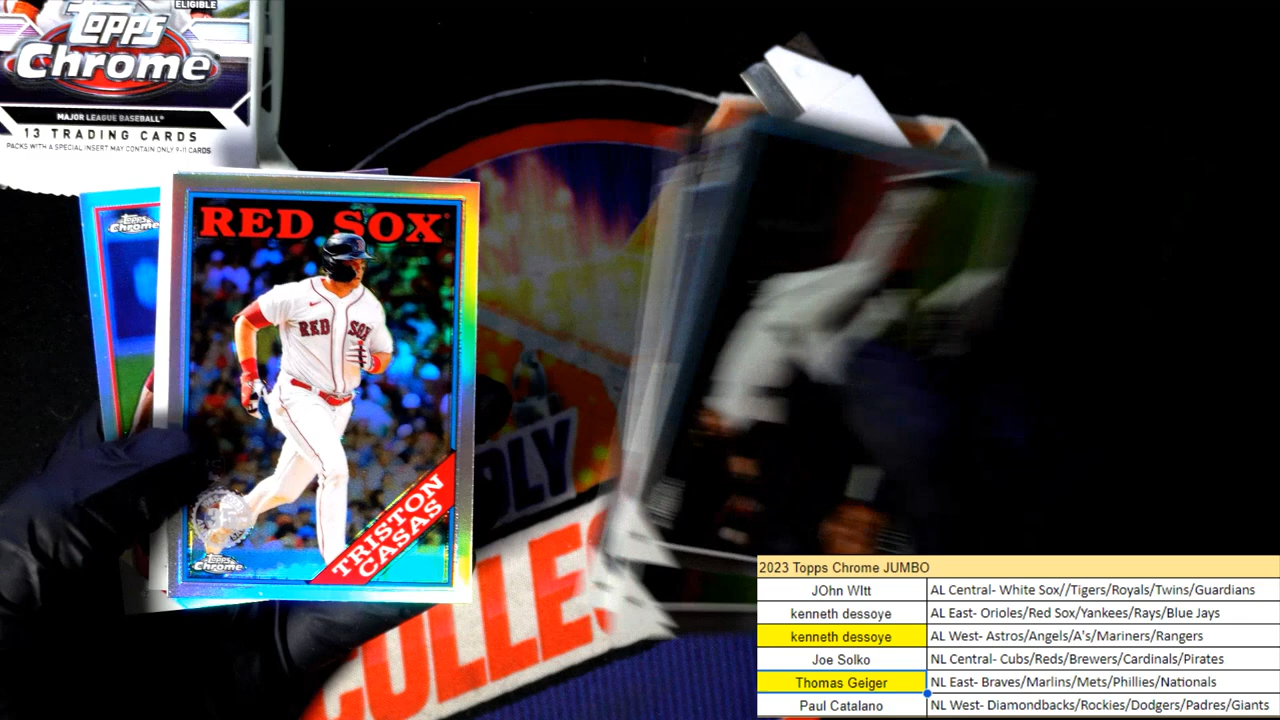 ELIGIBLE
Topps
Chrome
MAJOR LEAGUE BASEBALL®
13 TRADING CARDS
PACKS WITH A SPECIAL INSERT MAY CONTAIN ONLY 9-11 CARDS
Topps
Chrome
RED SOX
RED SOX
TRISTON
CASAS
Topps
Chrome
2023 Topps Chrome JUMBO
JOhn WItt AL Central- White Sox//Tigers/Royals/Twins/Guardians
kenneth dessoye AL East- Orioles/Red Sox/Yankees/Rays/Blue Jays
kenneth dessoye AL West- Astros/Angels/A's/Mariners/Rangers
Joe Solko NL Central- Cubs/Reds/Brewers/Cardinals/Pirates
Thomas Geiger NL East- Braves/Marlins/Mets/Phillies/Nationals
Paul Catalano NL West- Diamondbacks/Rockies/Dodgers/Padres/Giants